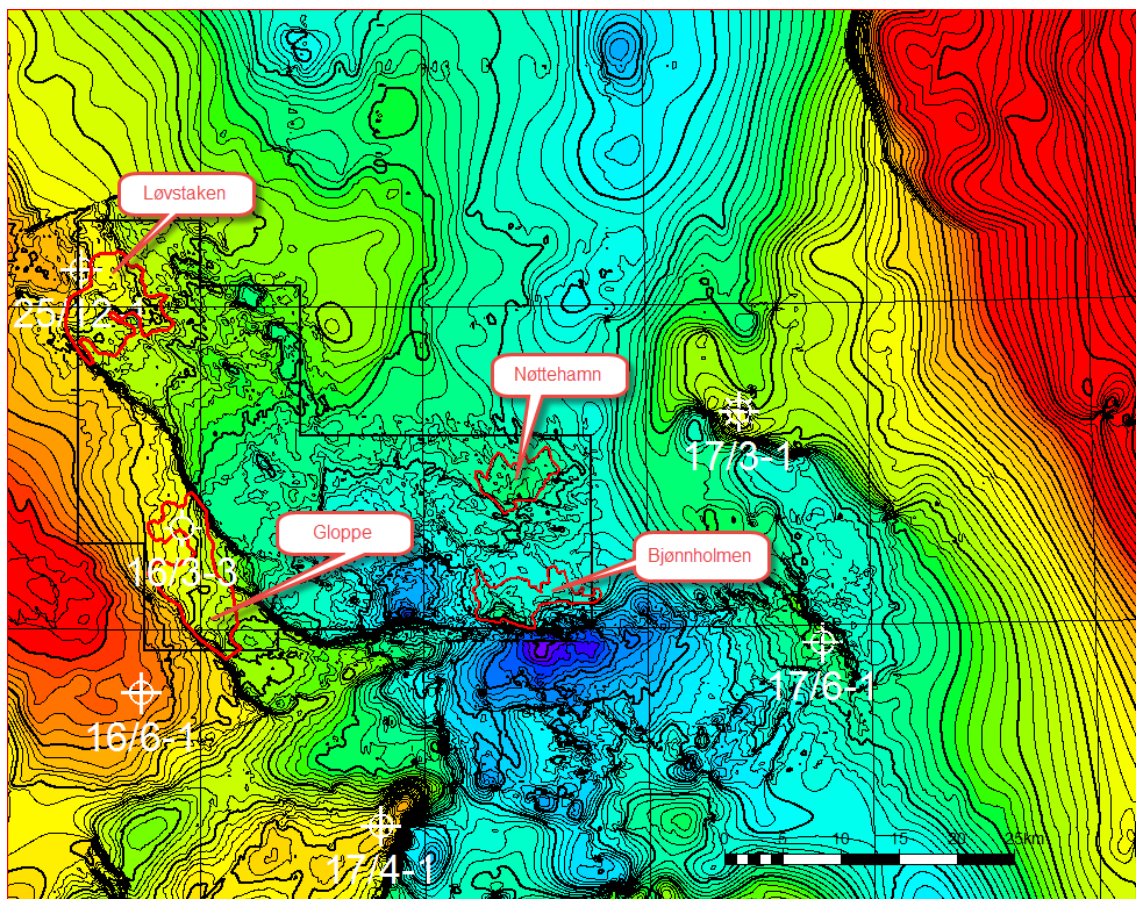 Løvstaken
25/12-1
Nøttehamn
17/3-1
Gloppe
Bjønnholmen
16/3-3
17/6-1
16/6-1
17/4-1
0 5 10 15 20 25km